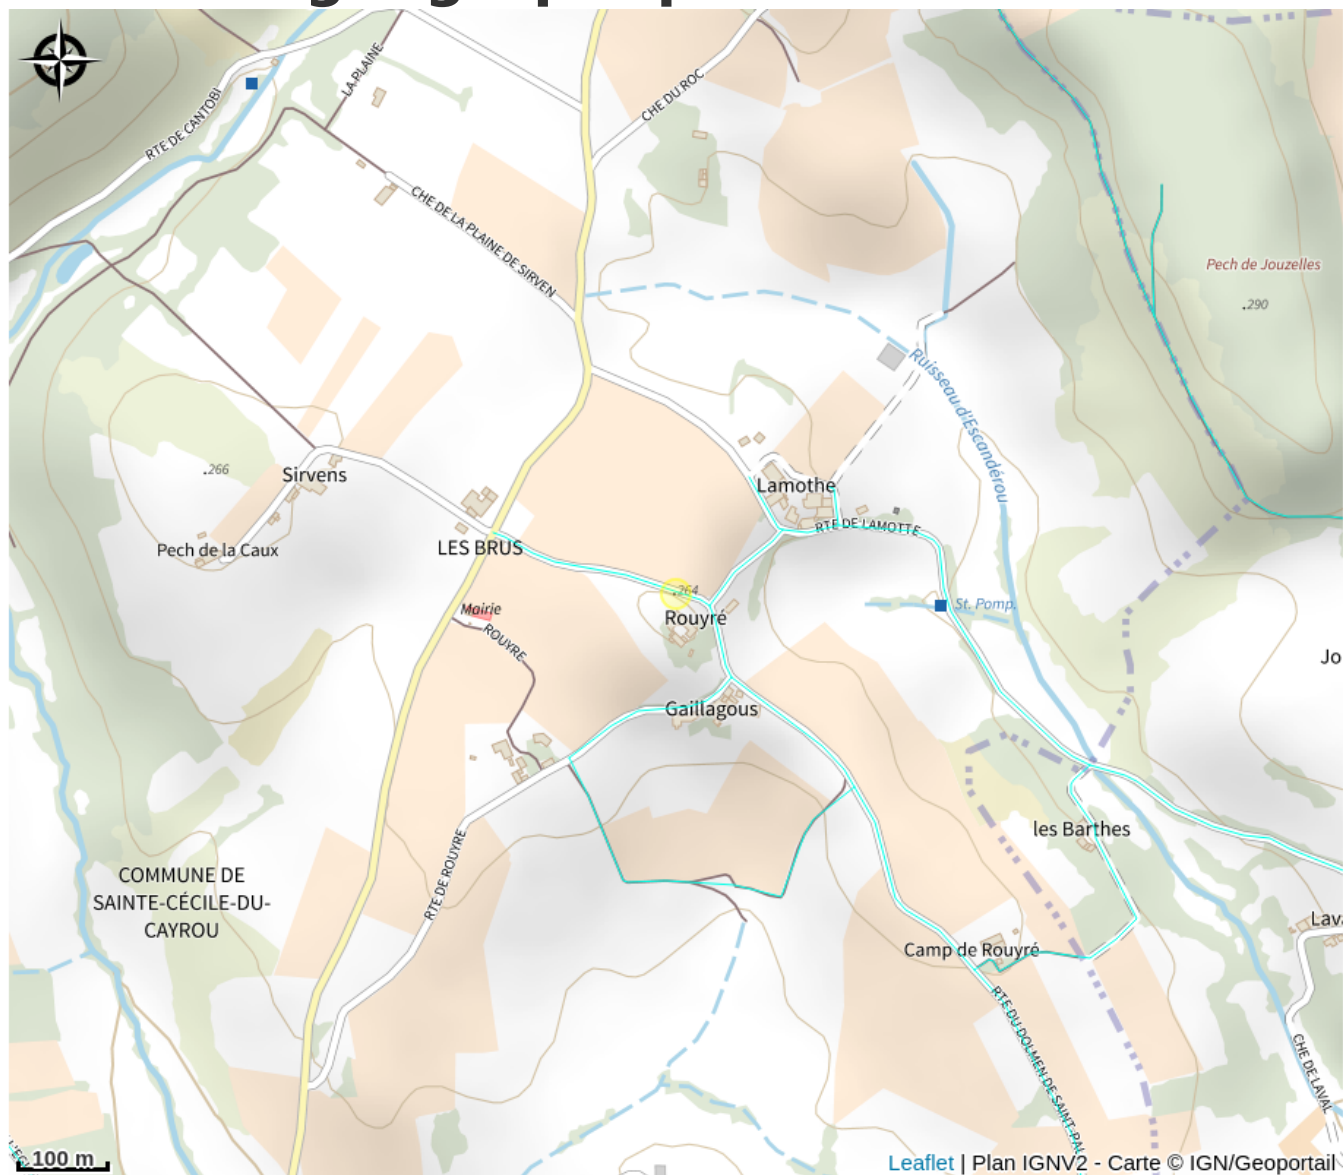 LA PLAINE
RTE DE CANTOBI
CHE DU ROC
CHE DE LA PLAINE DE SIRVEN
Pech de Jouzelles
.290
Ruisseau d'Escandérou
.266
Sirvens
Lamothe
RTE DE LAMOTTE
Pech de la Caux
LES BRUS
.264
Mairie
Rouyré
St. Pomp.
ROUYRE
Jo
Gaillagous
les Barthes
COMMUNE DE
SAINTE-CÉCILE-DU-
CAYROU
RTE DE ROUYRE
Lav
Camp de Rouyré
RTE DU DOLMEN DE SAINT-PAL
CHE DE LAVAL
100 m
Leaflet | Plan IGNV2 - Carte © IGN/Geoportail